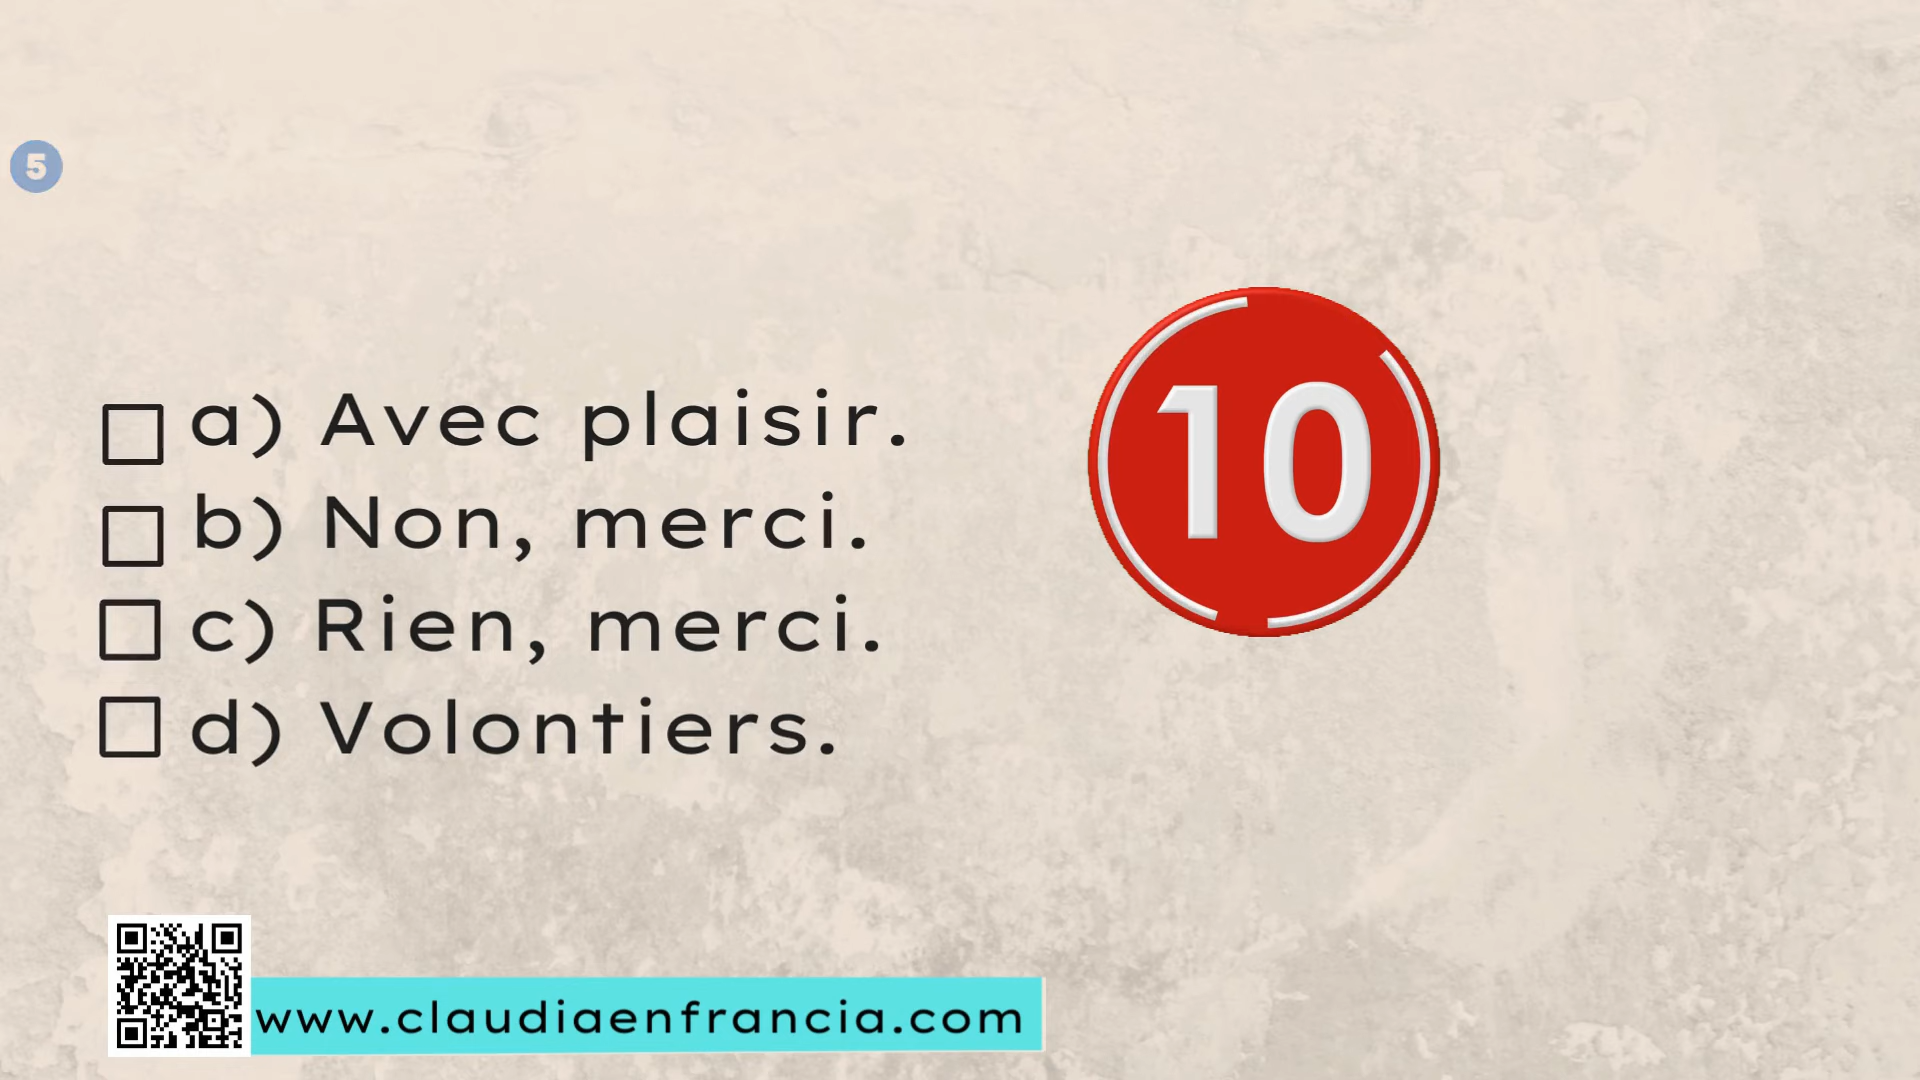 5
a) Avec plaisir.
b) Non, merci.
c) Rien, merci.
d) Volontiers.
10
www.claudiaenfrancia.com